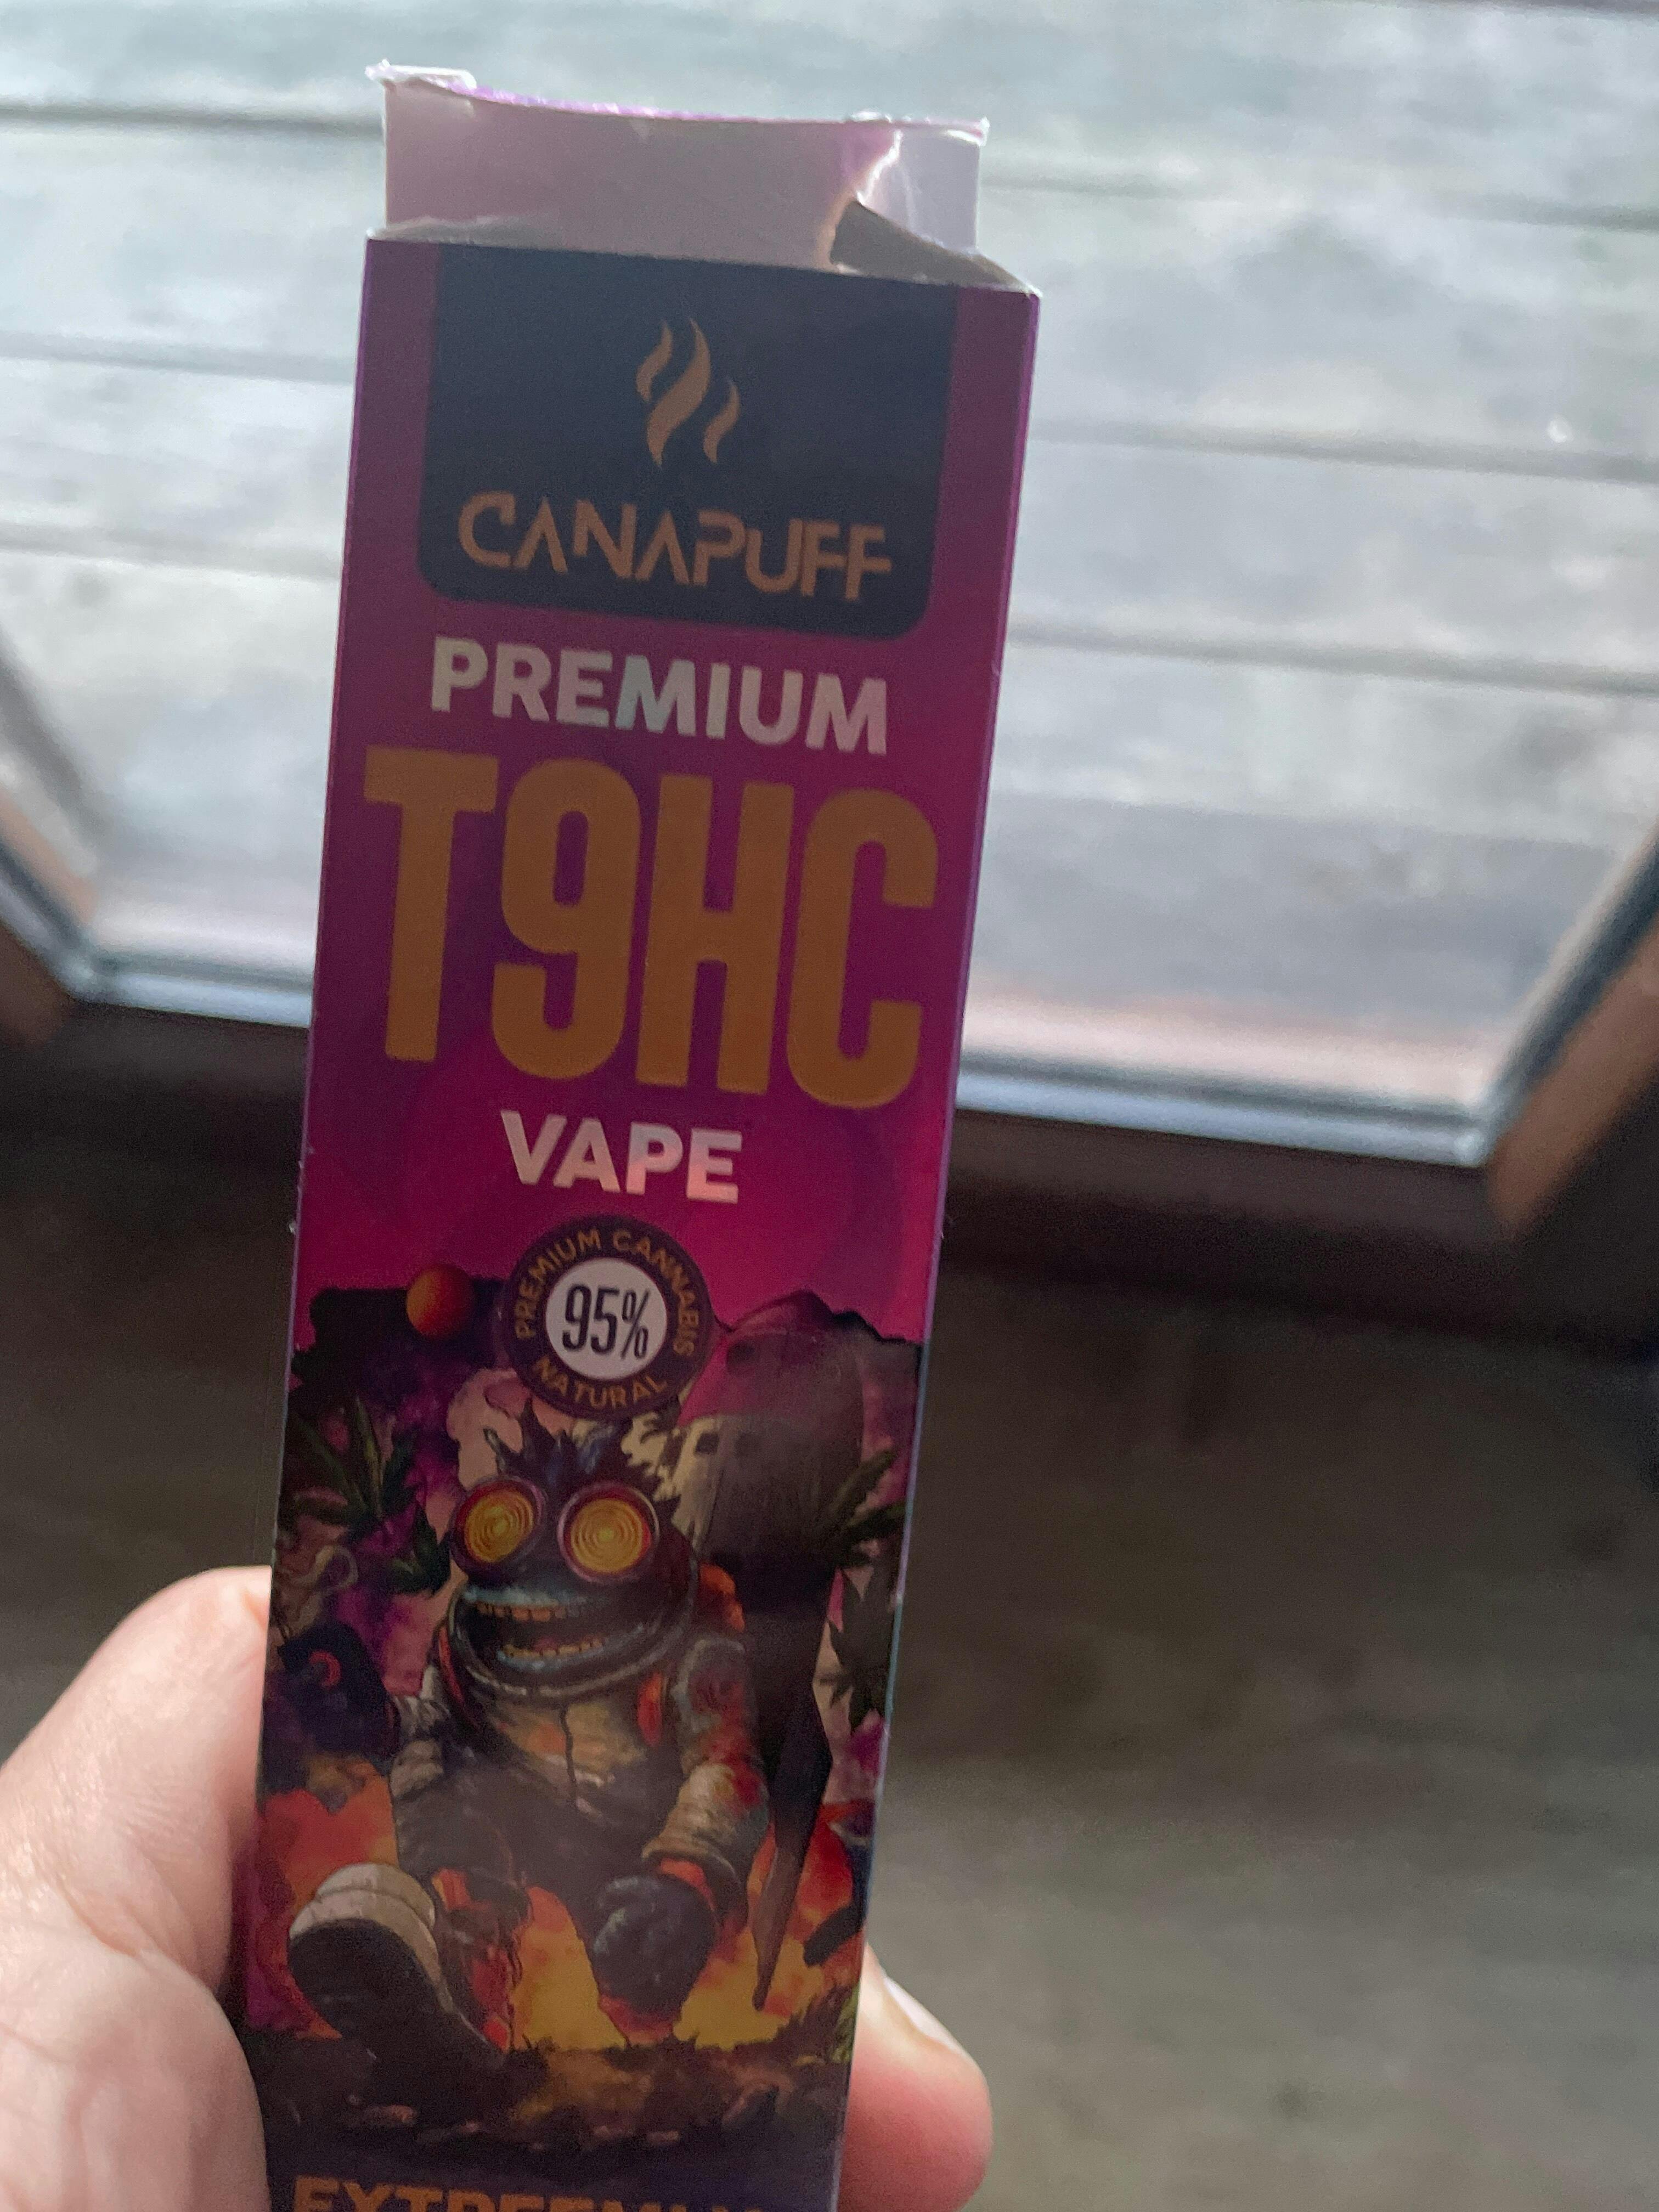 CANAPUFF
PREMIUM
T9HC
VAPE
PREMIUM CANNABIS
95%
NATURAL